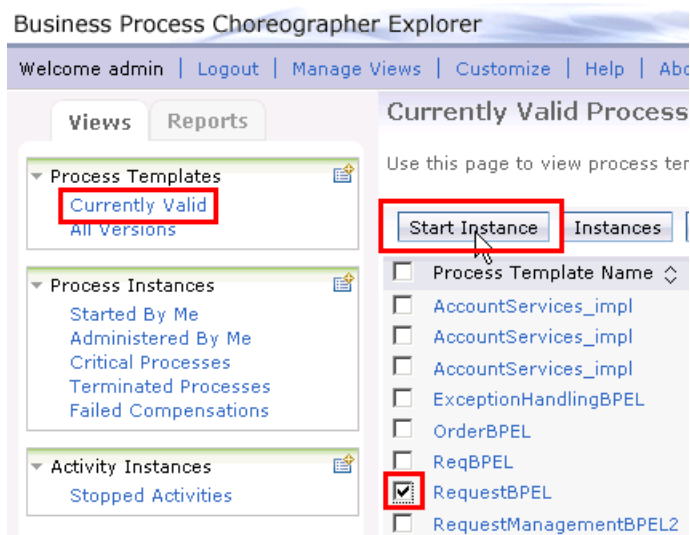 Business Process Choreographer Explorer
Welcome admin | Logout | Manage Views | Customize | Help | Abo
Views Reports
Process Templates
Currently Valid
All Versions
Process Instances
Started By Me
Administered By Me
Critical Processes
Terminated Processes
Failed Compensations
Activity Instances
Stopped Activities
Currently Valid Process
Use this page to view process ter
Start Instance Instances
Process Template Name
AccountServices_impl
AccountServices_impl
AccountServices_impl
ExceptionHandlingBPEL
OrderBPEL
ReqBPEL
RequestBPEL
RequestManagementBPEL2